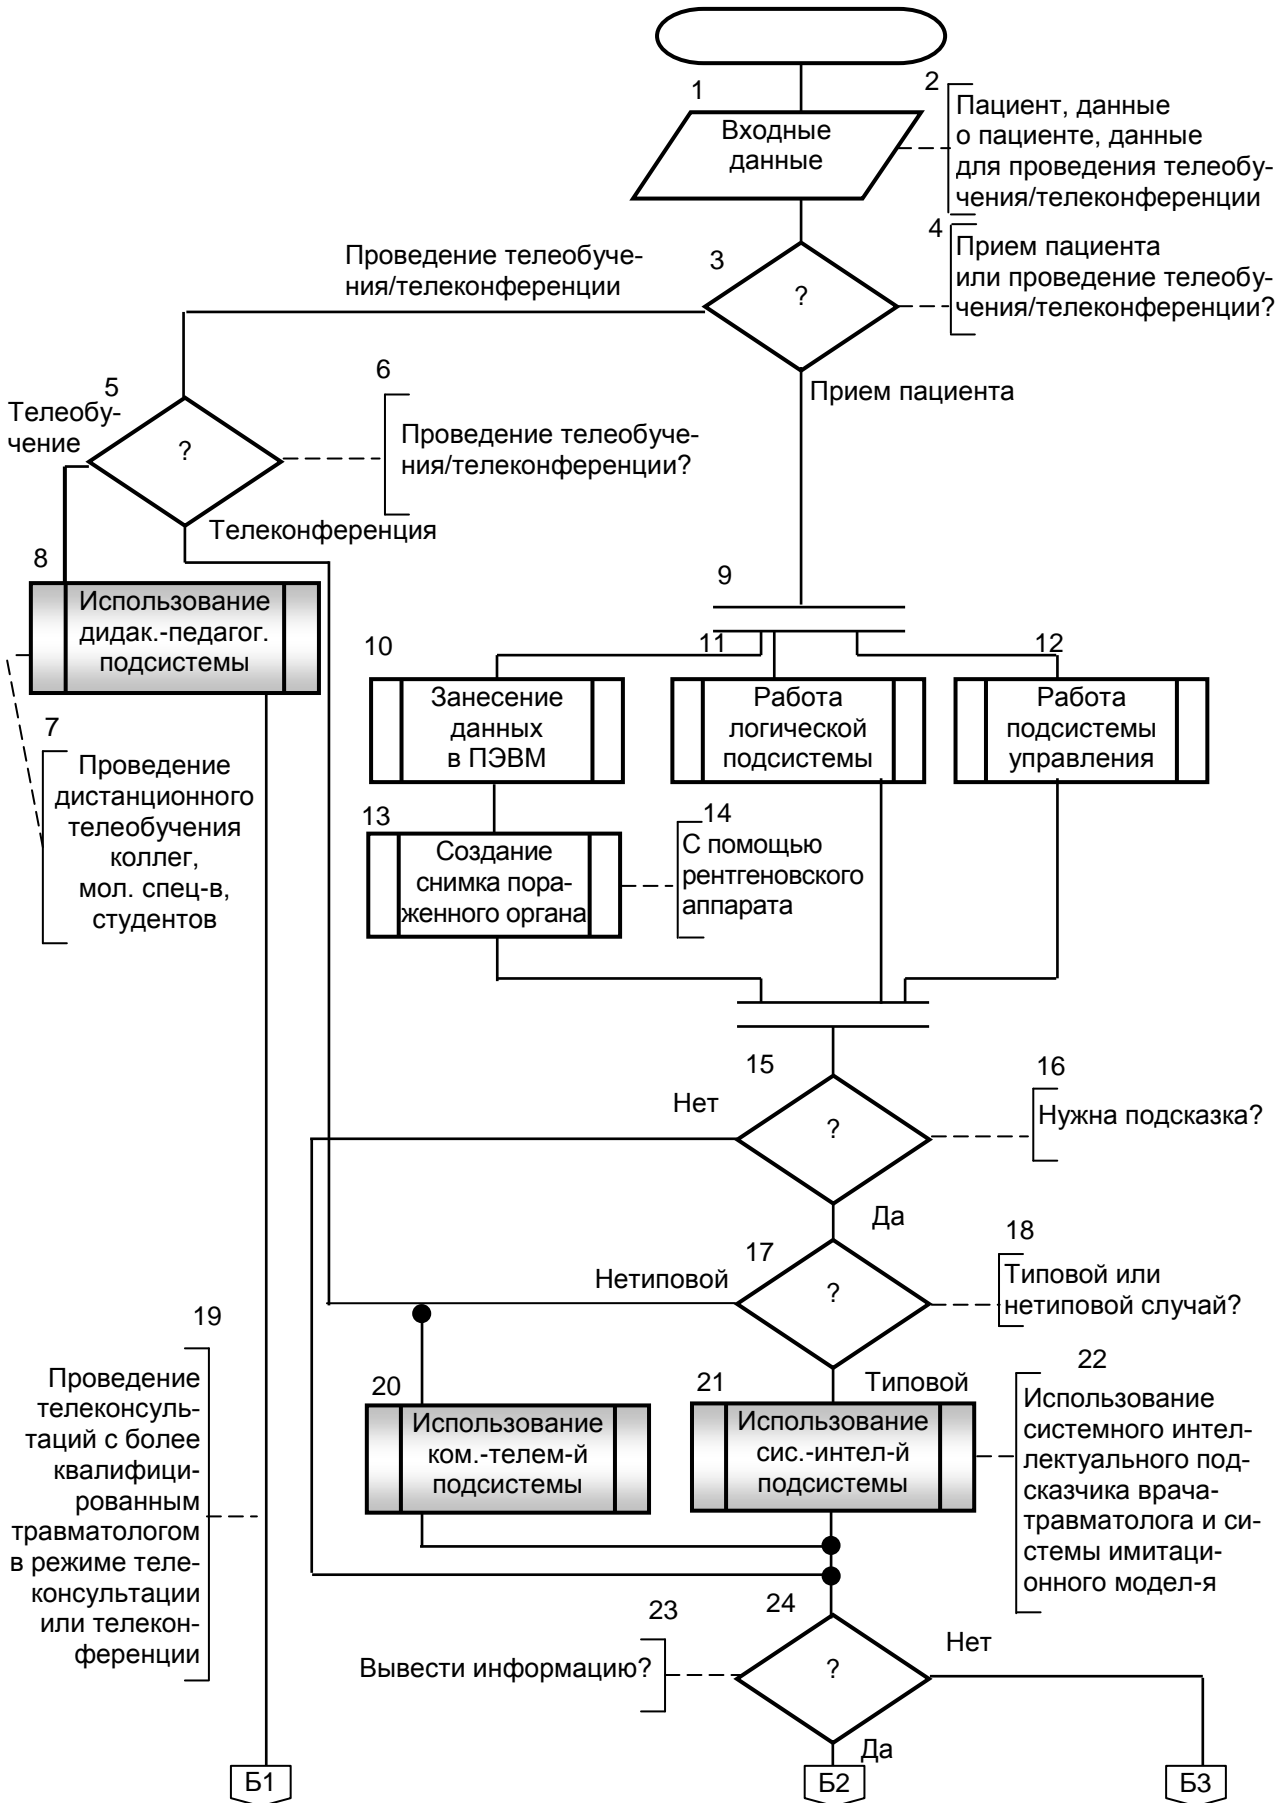 1
Входные
данные
2
Пациент, данные
о пациенте, данные
для проведения телеобу-
чения/телеконференции
3
?
4
Прием пациента
или проведение телеобу-
чения/телеконференции?
Проведение телеобуче-
ния/телеконференции
Прием пациента
5
Телеобу-
чение
?
6
Проведение телеобуче-
ния/телеконференции?
Телеконференция
8
Использование
дидак.-педагог.
подсистемы
7
Проведение
дистанционного
телеобучения
коллег,
мол. спец-в,
студентов
9
10
Занесение
данных
в ПЭВМ
11
Работа
логической
подсистемы
12
Работа
подсистемы
управления
13
Создание
снимка пора-
женного органа
14
С помощью
рентгеновского
аппарата
15
Нет
?
16
Нужна подсказка?
Да
17
Нетиповой
?
18
Типовой или
нетиповой случай?
Типовой
19
Проведение
телеконсуль-
таций с более
квалифици-
рованным
травматологом
в режиме теле-
консультации
или телекон-
ференции
20
Использование
ком.-телем-й
подсистемы
21
Использование
сис.-интел-й
подсистемы
22
Использование
системного интел-
лектуального под-
сказчика врача-
травматолога и си-
стемы имитаци-
онного модел-я
23
Вывести информацию?
24
?
Нет
Да
Б1
Б2
Б3